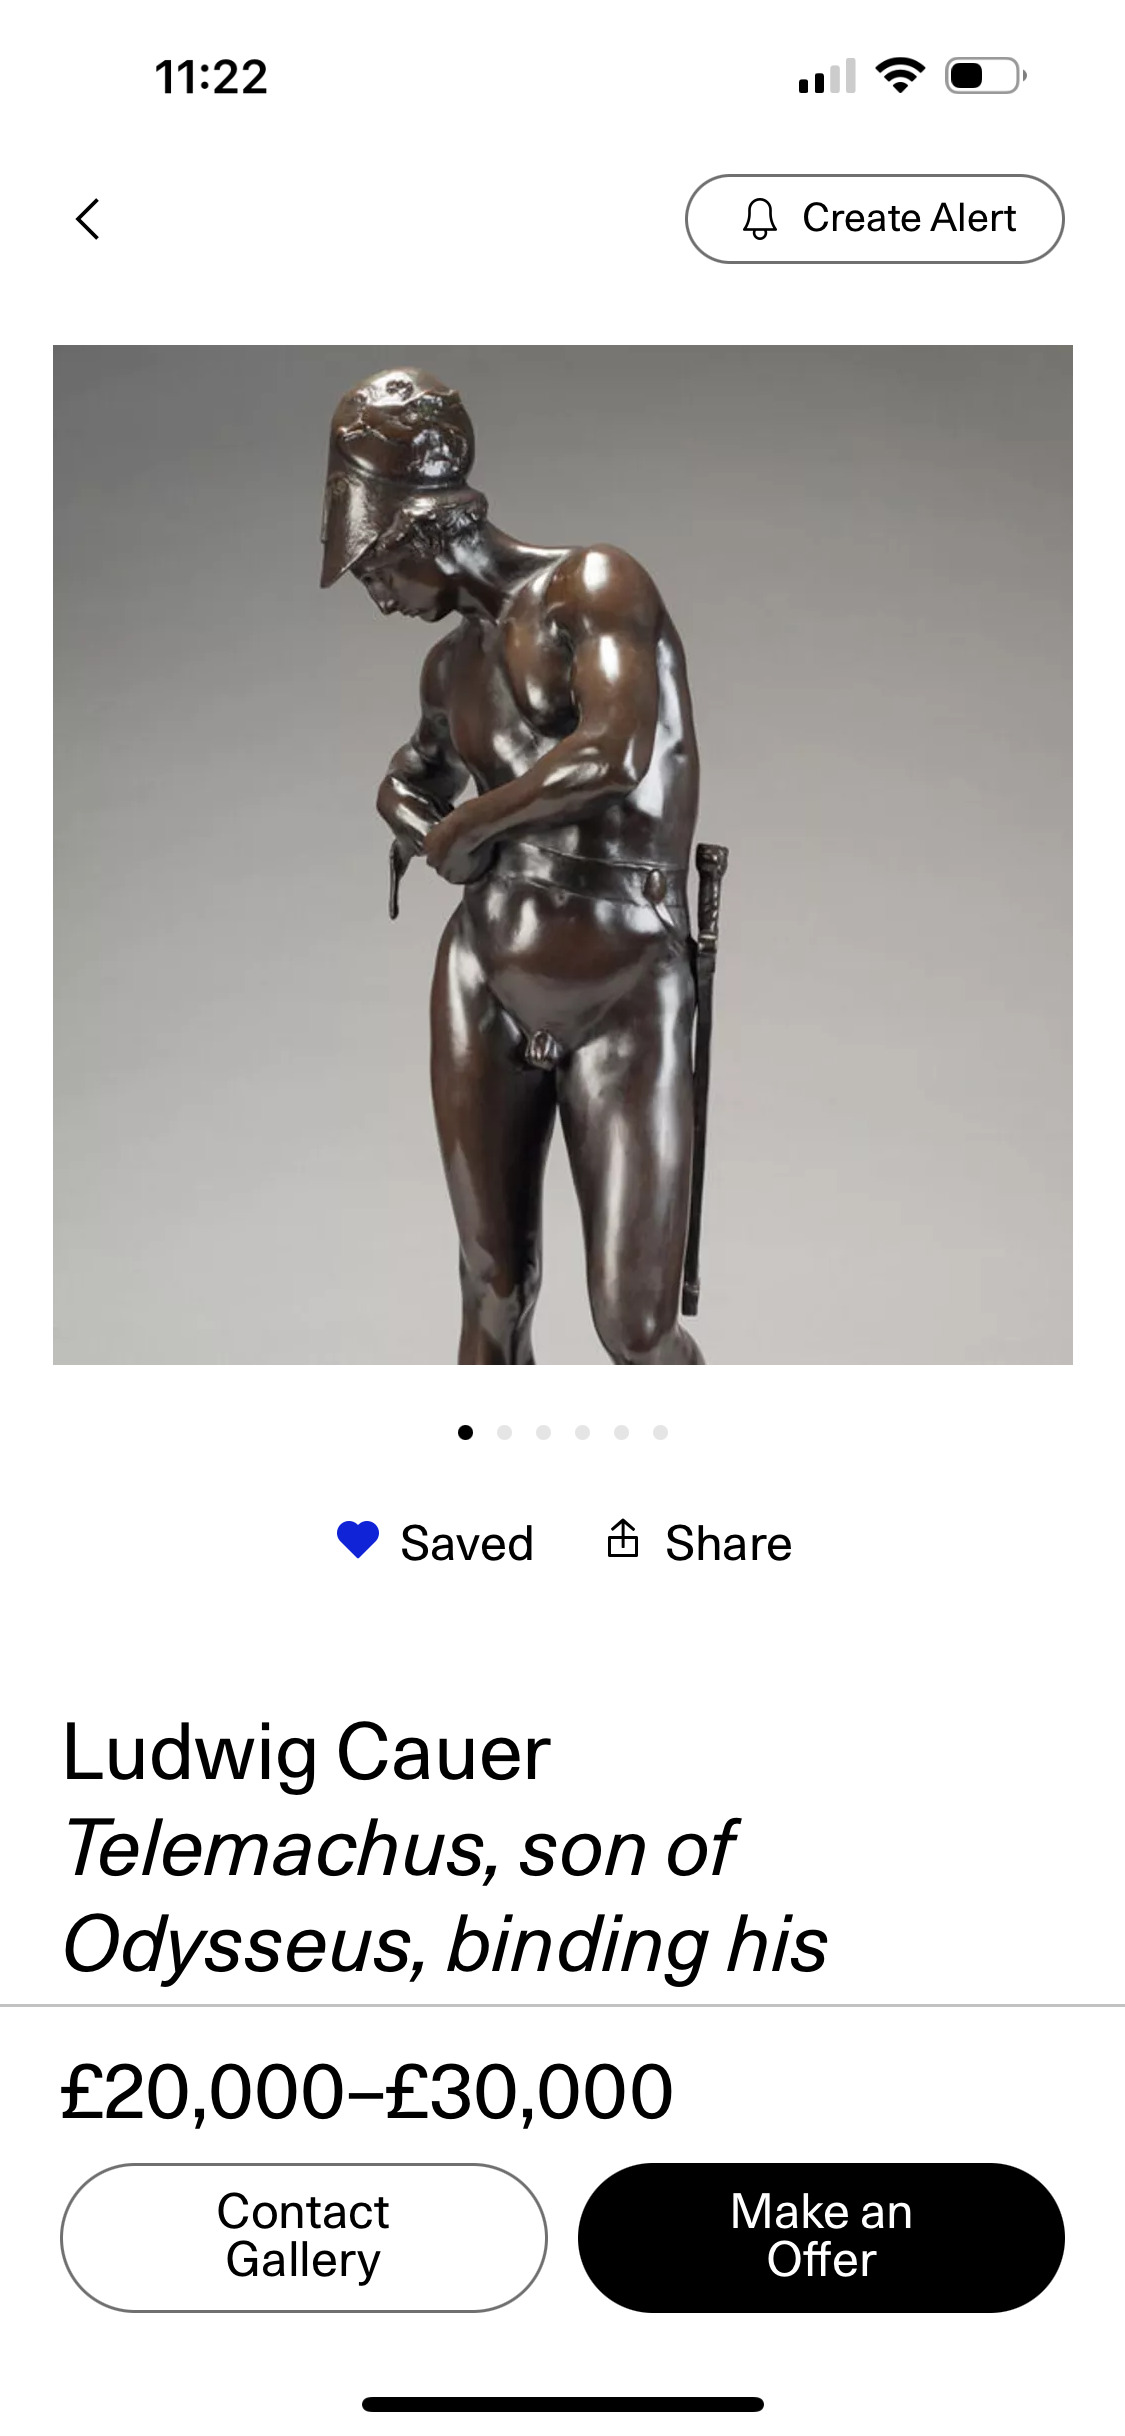 11:22
Create Alert
Saved
Share
Ludwig Cauer
Telemachus, son of
Odysseus, binding his
£20,000–£30,000
Contact
Gallery
Make an
Offer